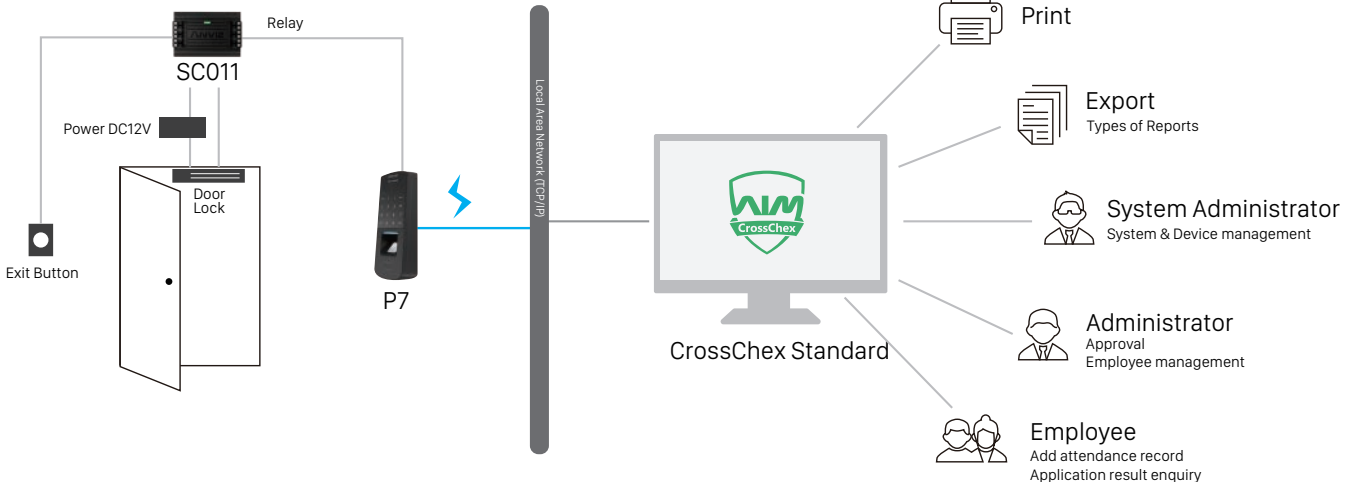 Relay
SC011
Power DC12V
Door
Lock
Exit Button
P7
Local Area Network (TCP/IP)
AIM
CrossChex
CrossChex Standard
Print
Export
Types of Reports
System Administrator
System & Device management
Administrator
Approval
Employee management
Employee
Add attendance record
Application result enquiry